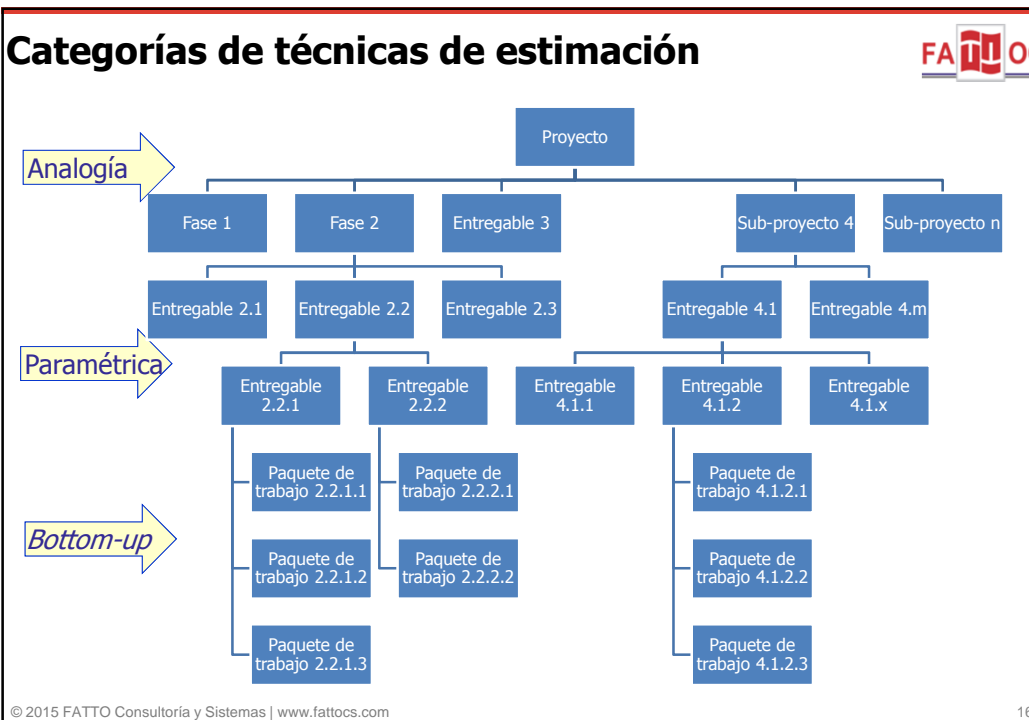 Categorías de técnicas de estimación
FATTO
Proyecto
Analogía
Fase 1
Fase 2
Entregable 3
Sub-proyecto 4
Sub-proyecto n
Entregable 2.1
Entregable 2.2
Entregable 2.3
Entregable 4.1
Entregable 4.m
Paramétrica
Entregable
2.2.1
Entregable
2.2.2
Entregable
4.1.1
Entregable
4.1.2
Entregable
4.1.x
Paquete de
trabajo 2.2.1.1
Paquete de
trabajo 2.2.2.1
Paquete de
trabajo 4.1.2.1
Bottom-up
Paquete de
trabajo 2.2.1.2
Paquete de
trabajo 2.2.2.2
Paquete de
trabajo 4.1.2.2
Paquete de
trabajo 2.2.1.3
Paquete de
trabajo 4.1.2.3
© 2015 FATTO Consultoría y Sistemas | www.fattocs.com
16